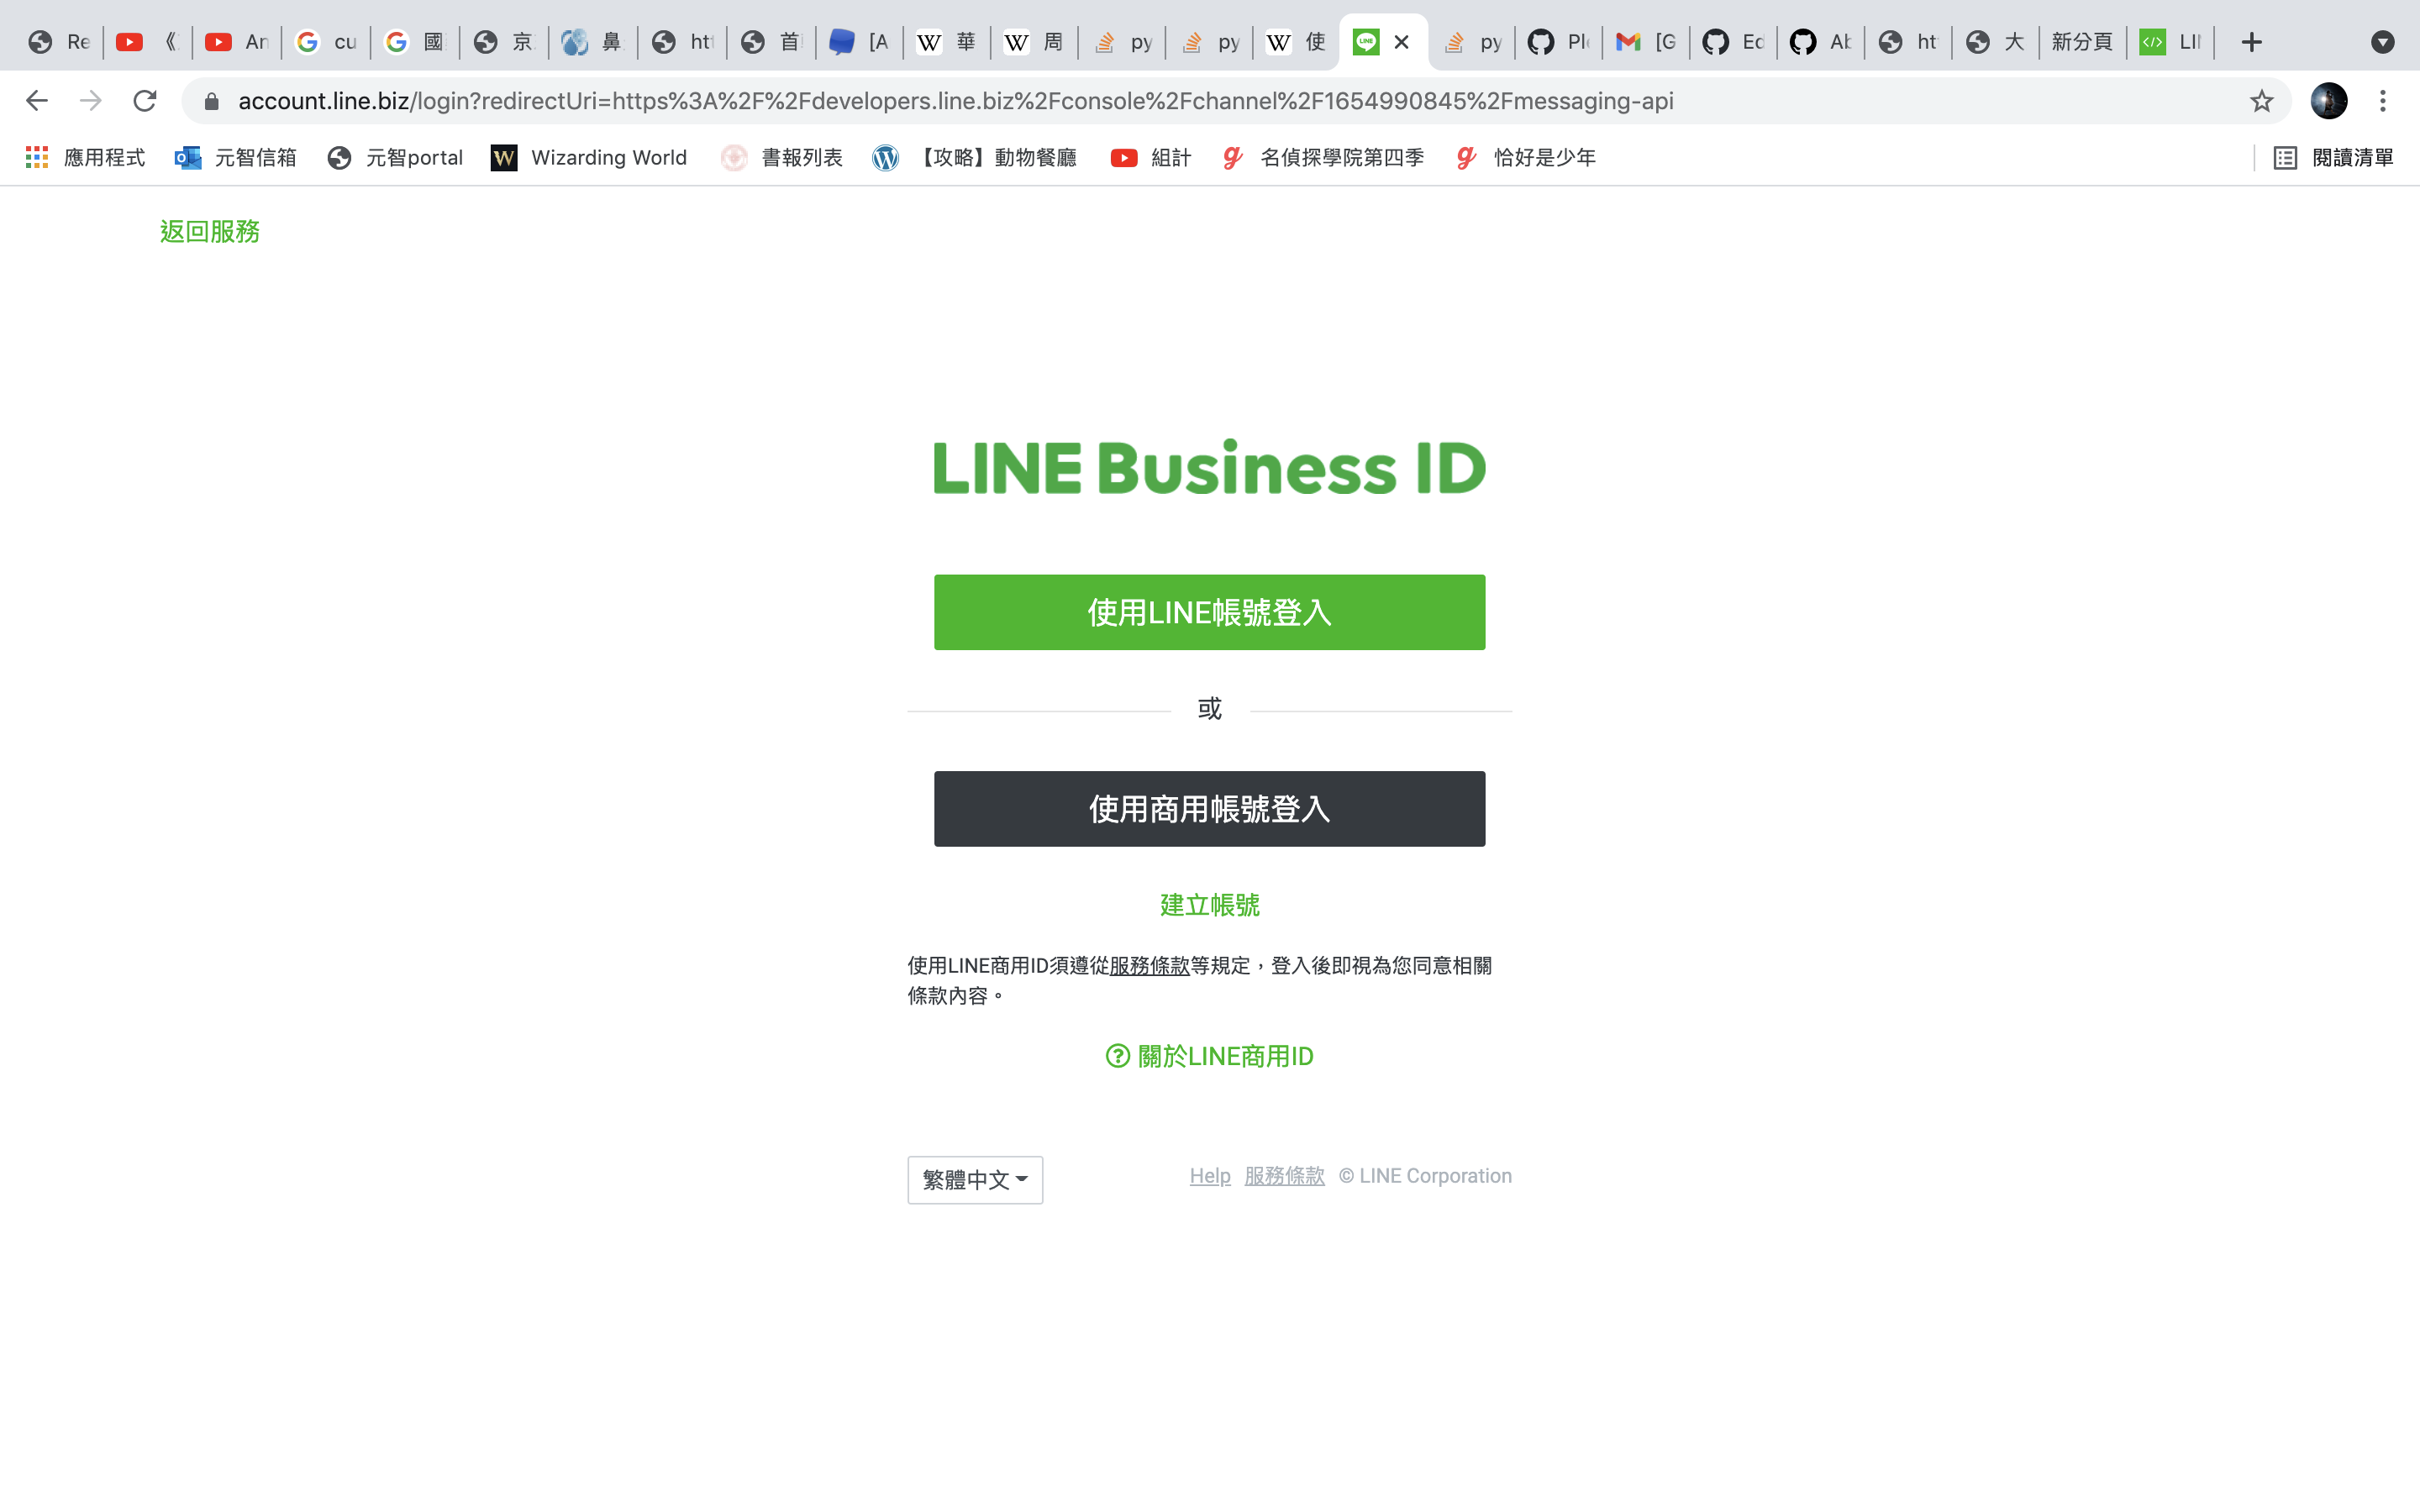 Re
《
An
cu
國
京
鼻
htt
首
[A
華
周
py
py
使
py
Ple
[G
Ed
Ab
ht
大
新分頁
LI
account.line.biz/login?redirectUri=https%3A%2F%2Fdevelopers.line.biz%2Fconsole%2Fchannel%2F1654990845%2Fmessaging-api
應用程式 元智信箱 元智portal Wizarding World 書報列表 【攻略】動物餐廳 組計 名偵探學院第四季 恰好是少年 閱讀清單
返回服務
LINE Business ID
使用LINE帳號登入
或
使用商用帳號登入
建立帳號
使用LINE商用ID須遵從服務條款等規定，登入後即視為您同意相關
條款內容。
關於LINE商用ID
繁體中文
Help 服務條款 © LINE Corporation